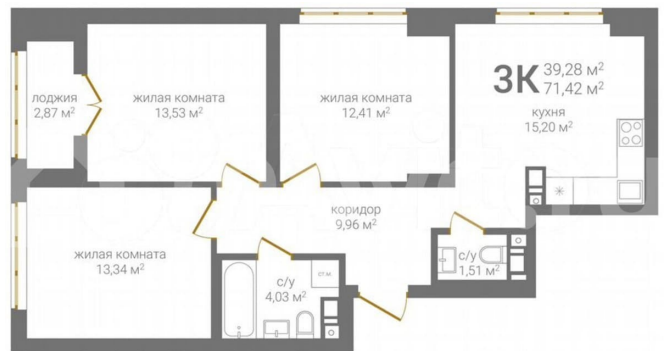 лоджия
2,87 м²
жилая комната
13,53 м²
жилая комната
12,41 м²
3К
39,28 м²
71,42 м²
кухня
15,20 м²
коридор
9,96 м²
жилая комната
13,34 м²
с/у
4,03 м²
ст.м.
с/у
1,51 м²